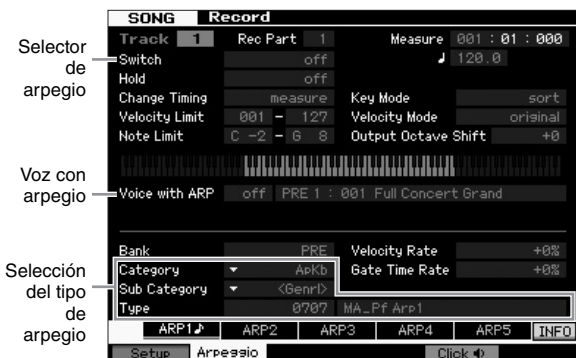 SONG Record
Track 1 Rec Part 1 Measure 001 : 01 : 000
Selector de arpegio
Switch off ♩ 120.0
Hold off
Change Timing measure Key Mode sort
Velocity Limit 001 – 127 Velocity Mode original
Note Limit C -2 – G 8 Output Octave Shift +0
Voz con arpegio
Voice with ARP off PRE 1 : 001 Full Concert Grand
Bank PRE Velocity Rate +0%
Selección del tipo de arpegio
Category ApKb Gate Time Rate +0%
Sub Category <Genrl>
Type 0707 MA_Pf Arp1
ARP1♪ ARP2 ARP3 ARP4 ARP5 INFO
Setup Arpeggio Click